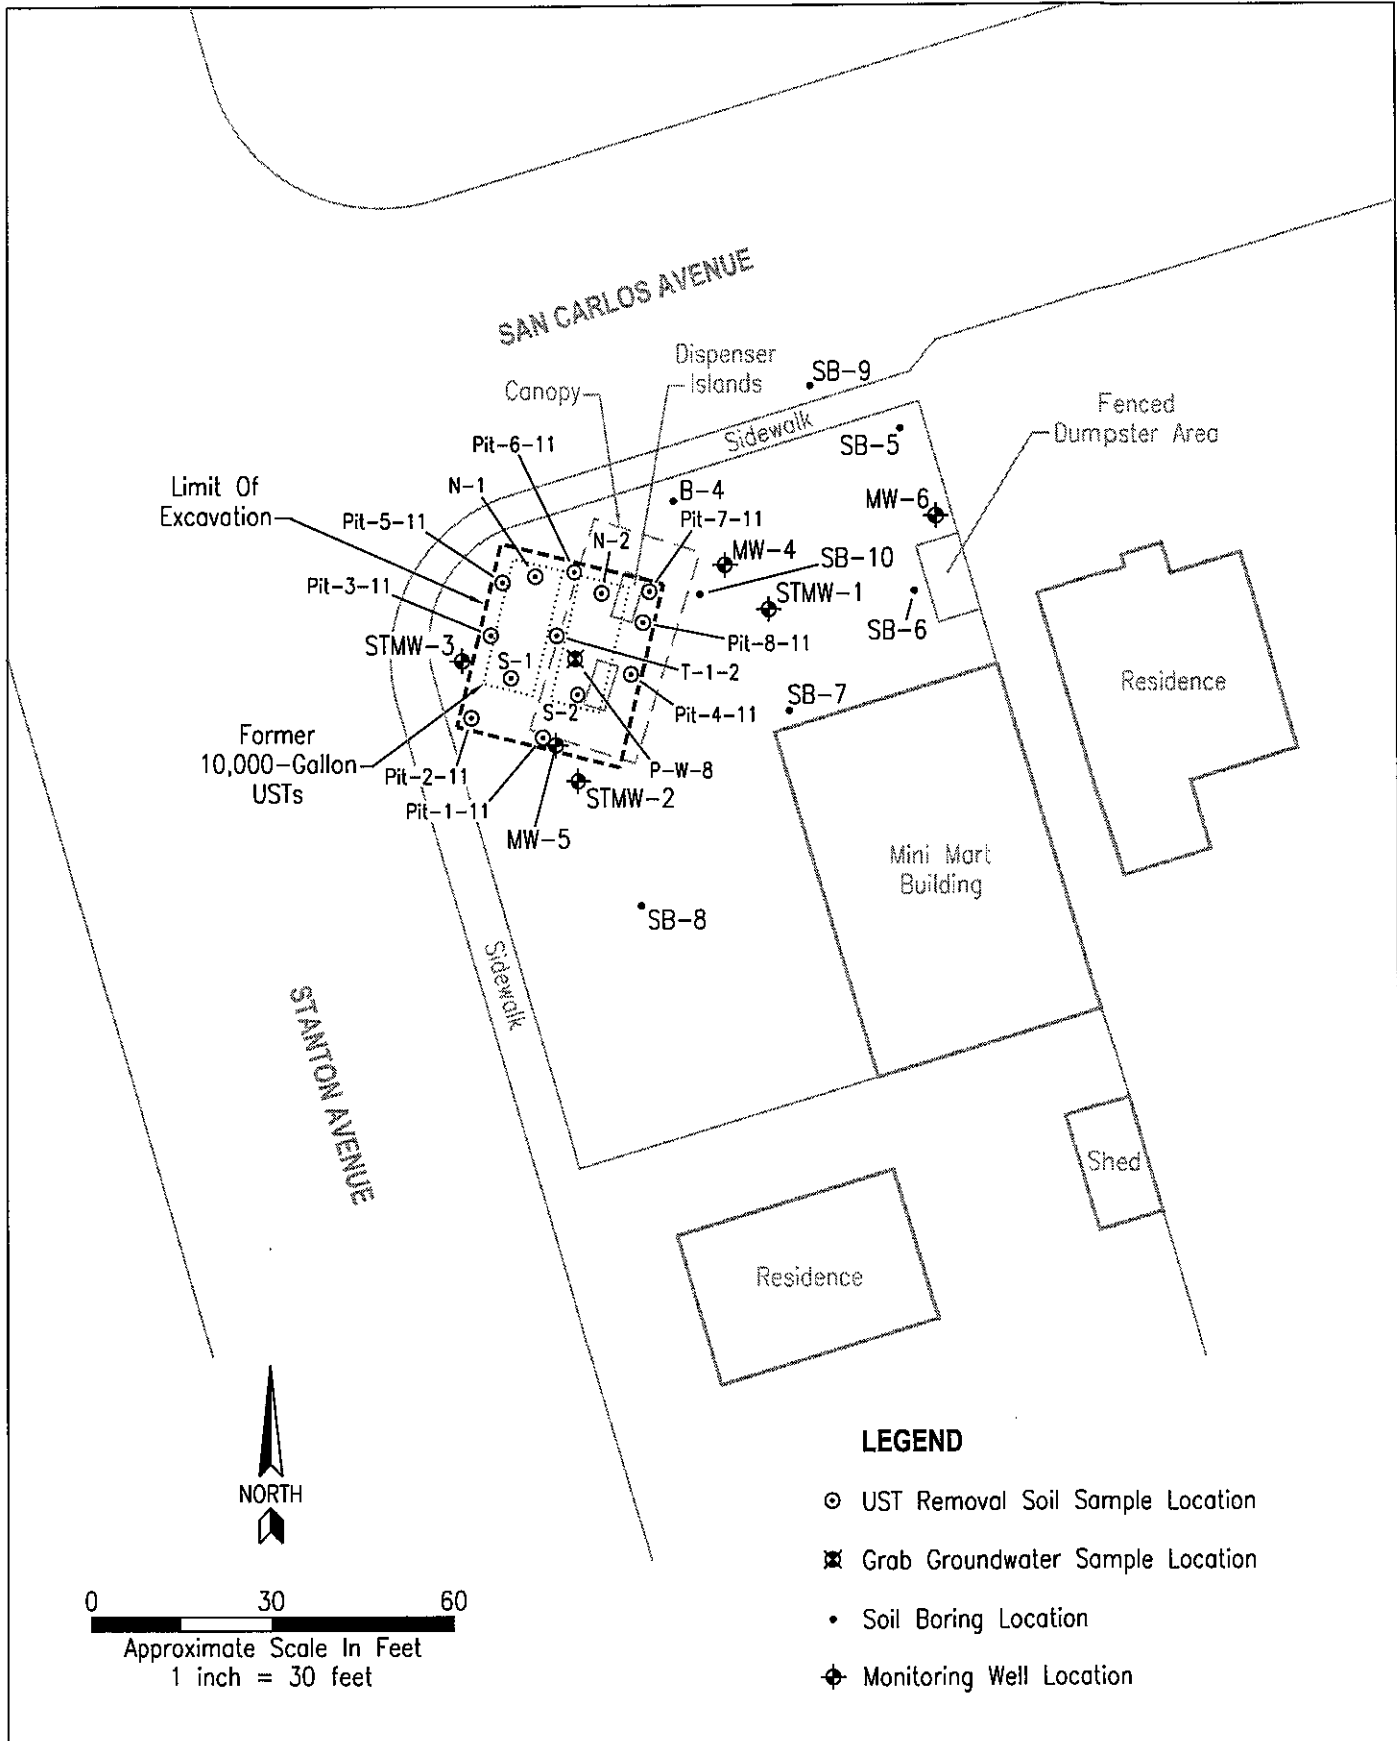 SAN CARLOS AVENUE
Dispenser
Islands
Canopy
SB-9
Fenced
Dumpster Area
Sidewalk
SB-5
Pit-6-11
Limit Of
Excavation
N-1
B-4
MW-6
Pit-5-11
Pit-7-11
N-2
MW-4
SB-10
Pit-3-11
STMW-1
SB-6
STMW-3
Pit-8-11
S-1
T-1-2
Residence
SB-7
S-2
Pit-4-11
Former
10,000-Gallon
USTs
Pit-2-11
P-W-8
Pit-1-11
STMW-2
MW-5
Mini Mart
Building
SB-8
Sidewalk
STANTON AVENUE
Shed
Residence
NORTH
LEGEND
UST Removal Soil Sample Location
Grab Groundwater Sample Location
Soil Boring Location
Monitoring Well Location
0 30 60
Approximate Scale In Feet
1 inch = 30 feet